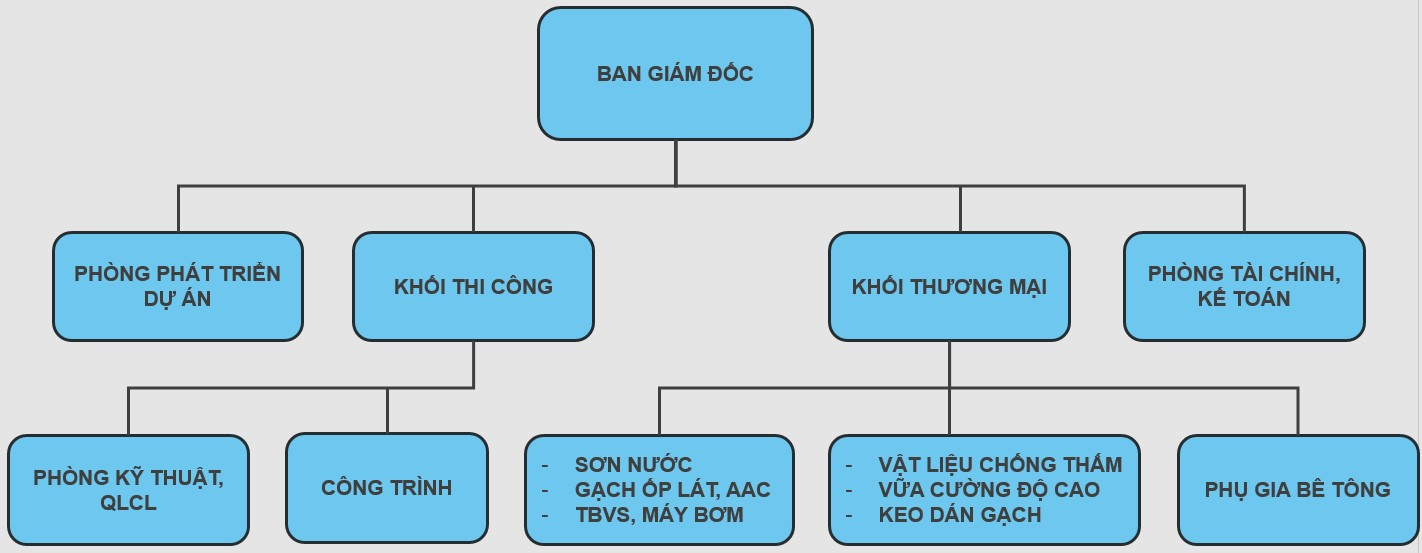 BAN GIÁM ĐỐC
PHÒNG PHÁT TRIỂN
DỰ ÁN
KHỐI THI CÔNG
KHỐI THƯƠNG MẠI
PHÒNG TÀI CHÍNH,
KẾ TOÁN
PHÒNG KỸ THUẬT,
QLCL
CÔNG TRÌNH
- SƠN NƯỚC
- GẠCH ỐP LÁT, AAC
- TBVS, MÁY BƠM
- VẬT LIỆU CHỐNG THẤM
- VỮA CƯỜNG ĐỘ CAO
- KEO DÁN GẠCH
PHỤ GIA BÊ TÔNG